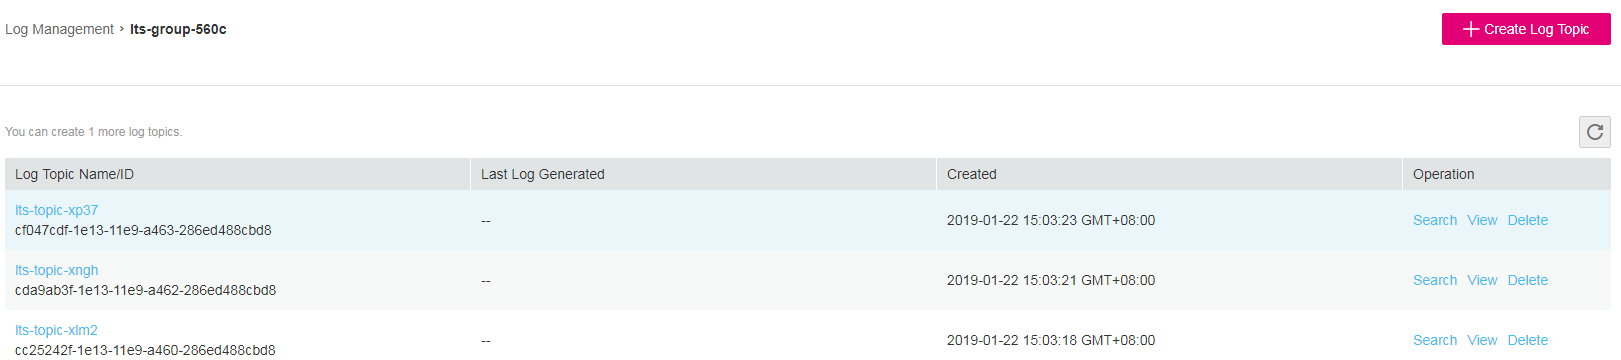 Log Management > lts-group-560c
+ Create Log Topic
You can create 1 more log topics.
Log Topic Name/ID Last Log Generated Created Operation
lts-topic-xp37
cf047cdf-1e13-11e9-a463-286ed488cbd8
-- 2019-01-22 15:03:23 GMT+08:00 Search View Delete
lts-topic-xngh
cda9ab3f-1e13-11e9-a462-286ed488cbd8
-- 2019-01-22 15:03:21 GMT+08:00 Search View Delete
lts-topic-xlm2
cc25242f-1e13-11e9-a460-286ed488cbd8
-- 2019-01-22 15:03:18 GMT+08:00 Search View Delete